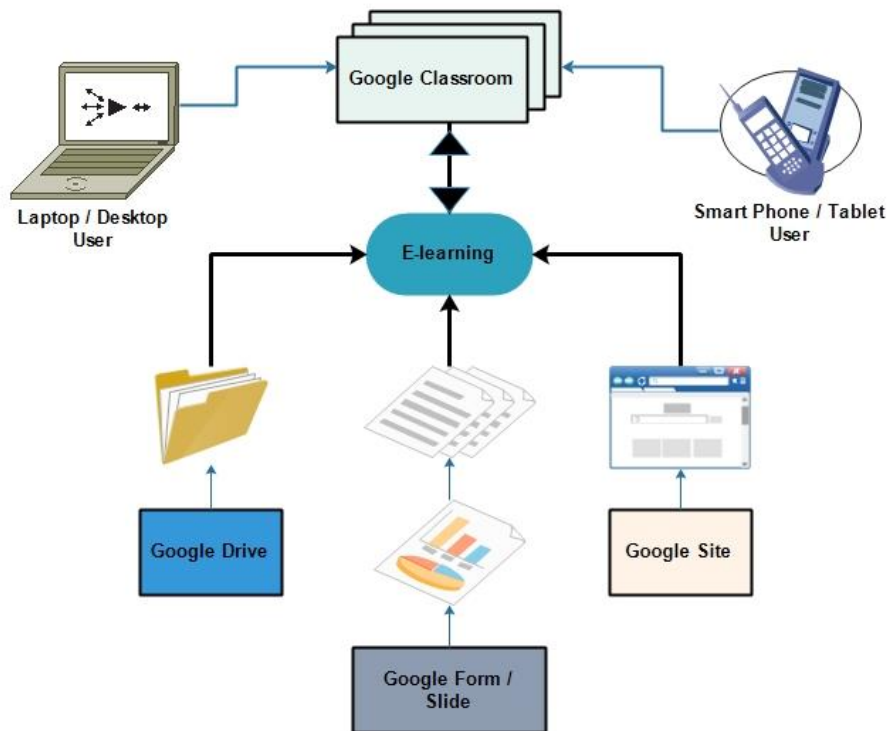 Google Classroom
Laptop / Desktop
User
Smart Phone / Tablet
User
E-learning
Google Drive
Google Site
Google Form /
Slide